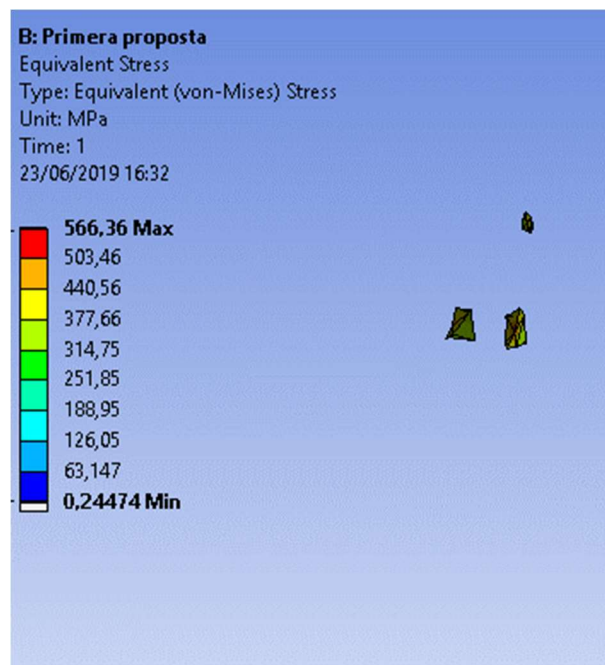 B: Primera proposta
Equivalent Stress
Type: Equivalent (von-Mises) Stress
Unit: MPa
Time: 1
23/06/2019 16:32
566,36 Max
503,46
440,56
377,66
314,75
251,85
188,95
126,05
63,147
0,24474 Min